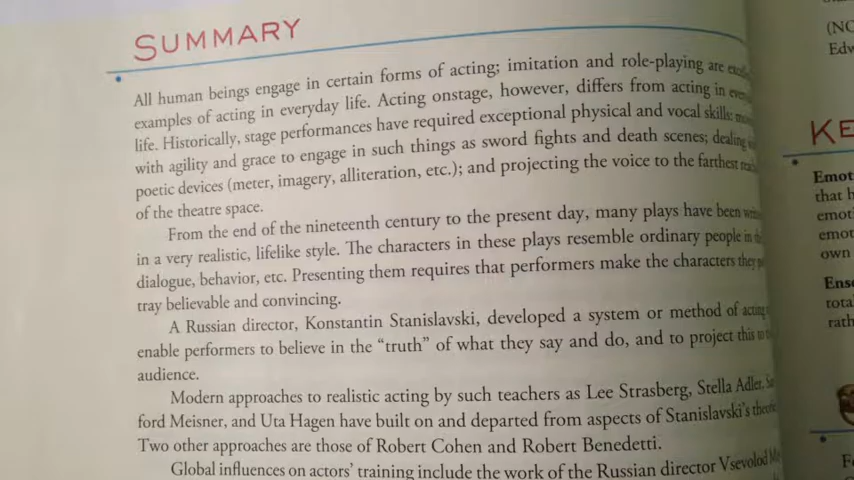 SUMMARY
All human beings engage in certain forms of acting; imitation and role-playing are
examples of acting in everyday life. Acting onstage, however, differs from acting in
life. Historically, stage performances have required exceptional physical and vocal skills:
with agility and grace to engage in such things as sword fights and death scenes; dealing
poetic devices (meter, imagery, alliteration, etc.); and projecting the voice to the farthest
of the theatre space.
From the end of the nineteenth century to the present day, many plays have been
in a very realistic, lifelike style. The characters in these plays resemble ordinary people in
dialogue, behavior, etc. Presenting them requires that performers make the characters they
tray believable and convincing.
A Russian director, Konstantin Stanislavski, developed a system or method of acting
enable performers to believe in the “truth” of what they say and do, and to project this to
audience.
Modern approaches to realistic acting by such teachers as Lee Strasberg, Stella Adler,
ford Meisner, and Uta Hagen have built on and departed from aspects of Stanislavski's
Two other approaches are those of Robert Cohen and Robert Benedetti.
Global influences on actors' training include the work of the Russian director Vsevolod
(NO
Edw
KE
Emot
that h
emot
emot
own
Ense
tota
rath